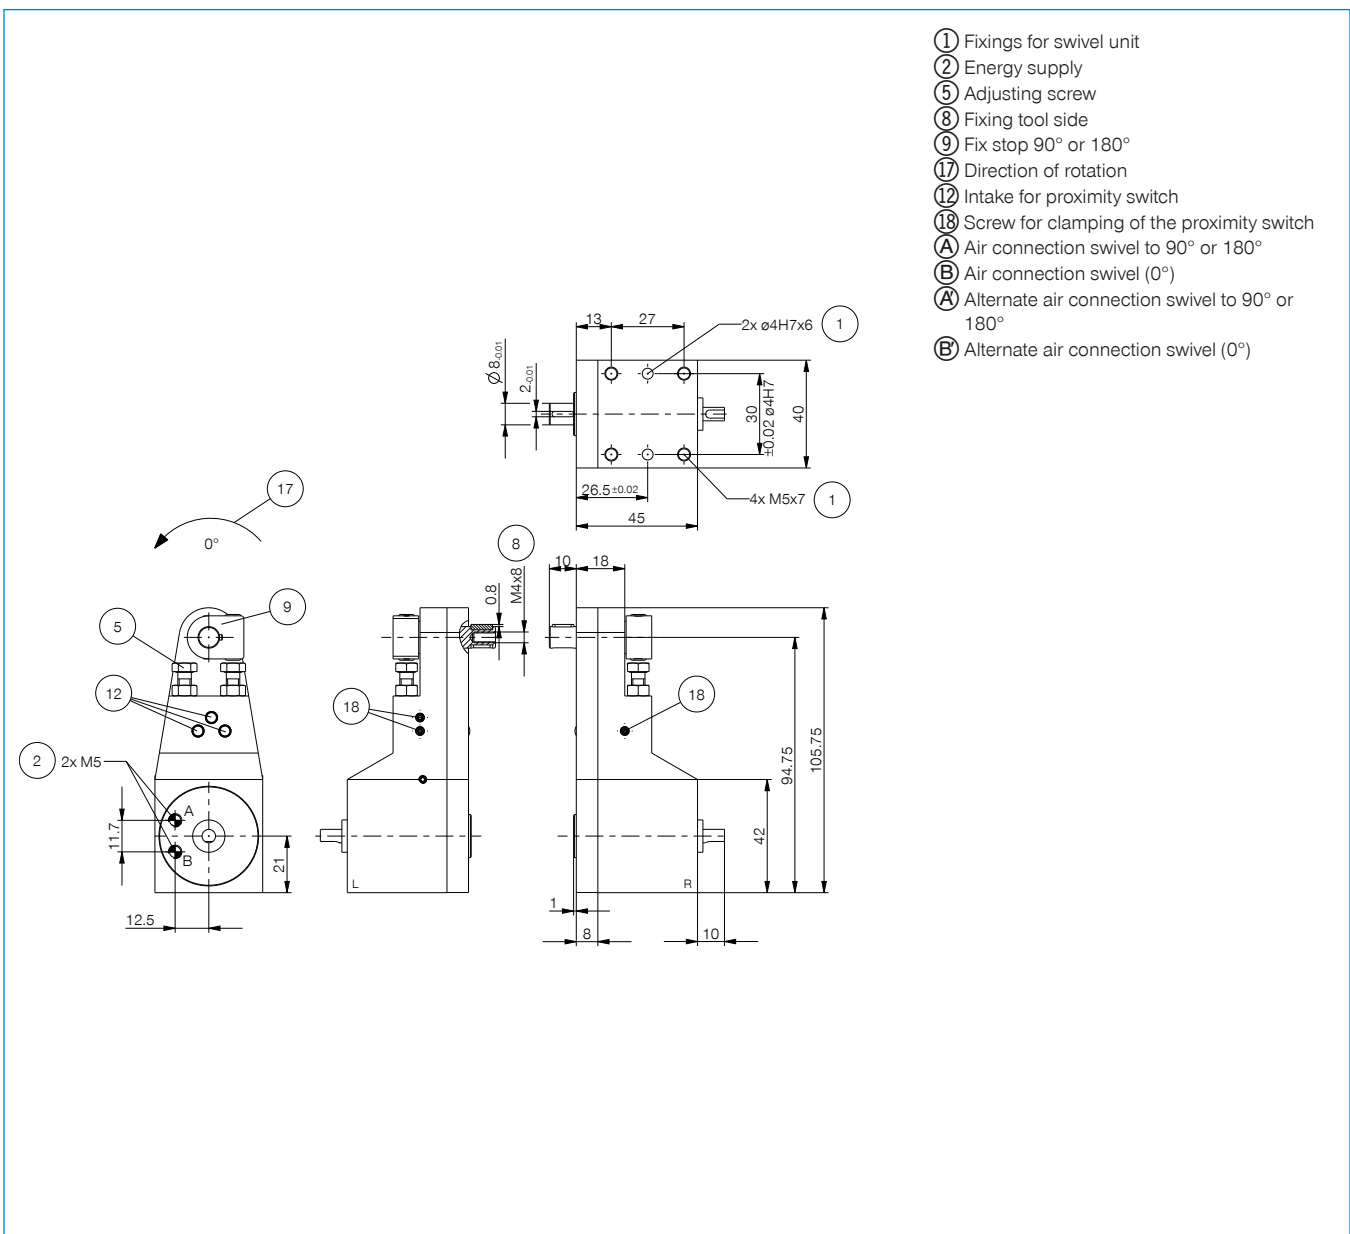 1 Fixings for swivel unit
2 Energy supply
5 Adjusting screw
8 Fixing tool side
9 Fix stop 90° or 180°
17 Direction of rotation
12 Intake for proximity switch
18 Screw for clamping of the proximity switch
A Air connection swivel to 90° or 180°
B Air connection swivel (0°)
A' Alternate air connection swivel to 90° or
180°
B' Alternate air connection swivel (0°)
13
27
2x ø4H7x6
1
Ø8-0.01
2-0.01
30
±0.02 ø4H7
40
26.5±0.02
4x M5x7
1
45
17
0°
8
10
18
0.8
M4x8
9
5
12
18
18
2
2x M5
A
B
11.7
21
12.5
L
R
94.75
105.75
42
1
8
10